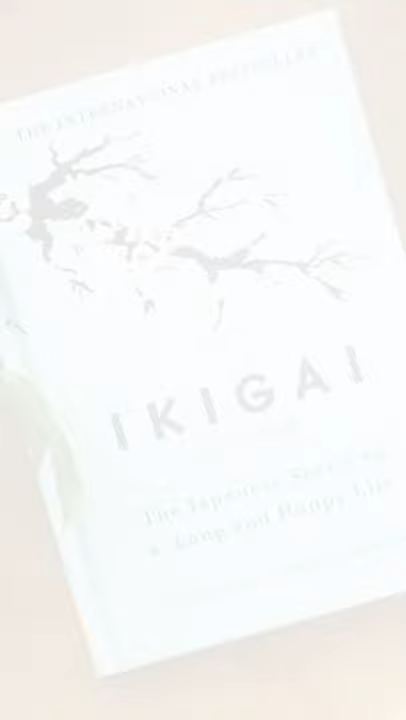 THE INTERNATIONAL BESTSELLER
IKIGAI
The Japanese Secret to
a Long and Happy Life